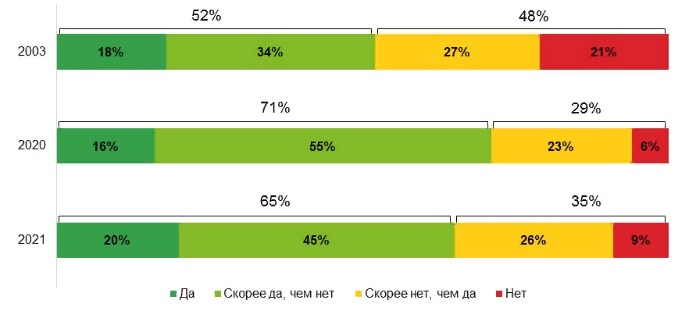 52% 48%
2003 18% 34% 27% 21%
71% 29%
2020 16% 55% 23% 6%
65% 35%
2021 20% 45% 26% 9%
Да Скорее да, чем нет Скорее нет, чем да Нет